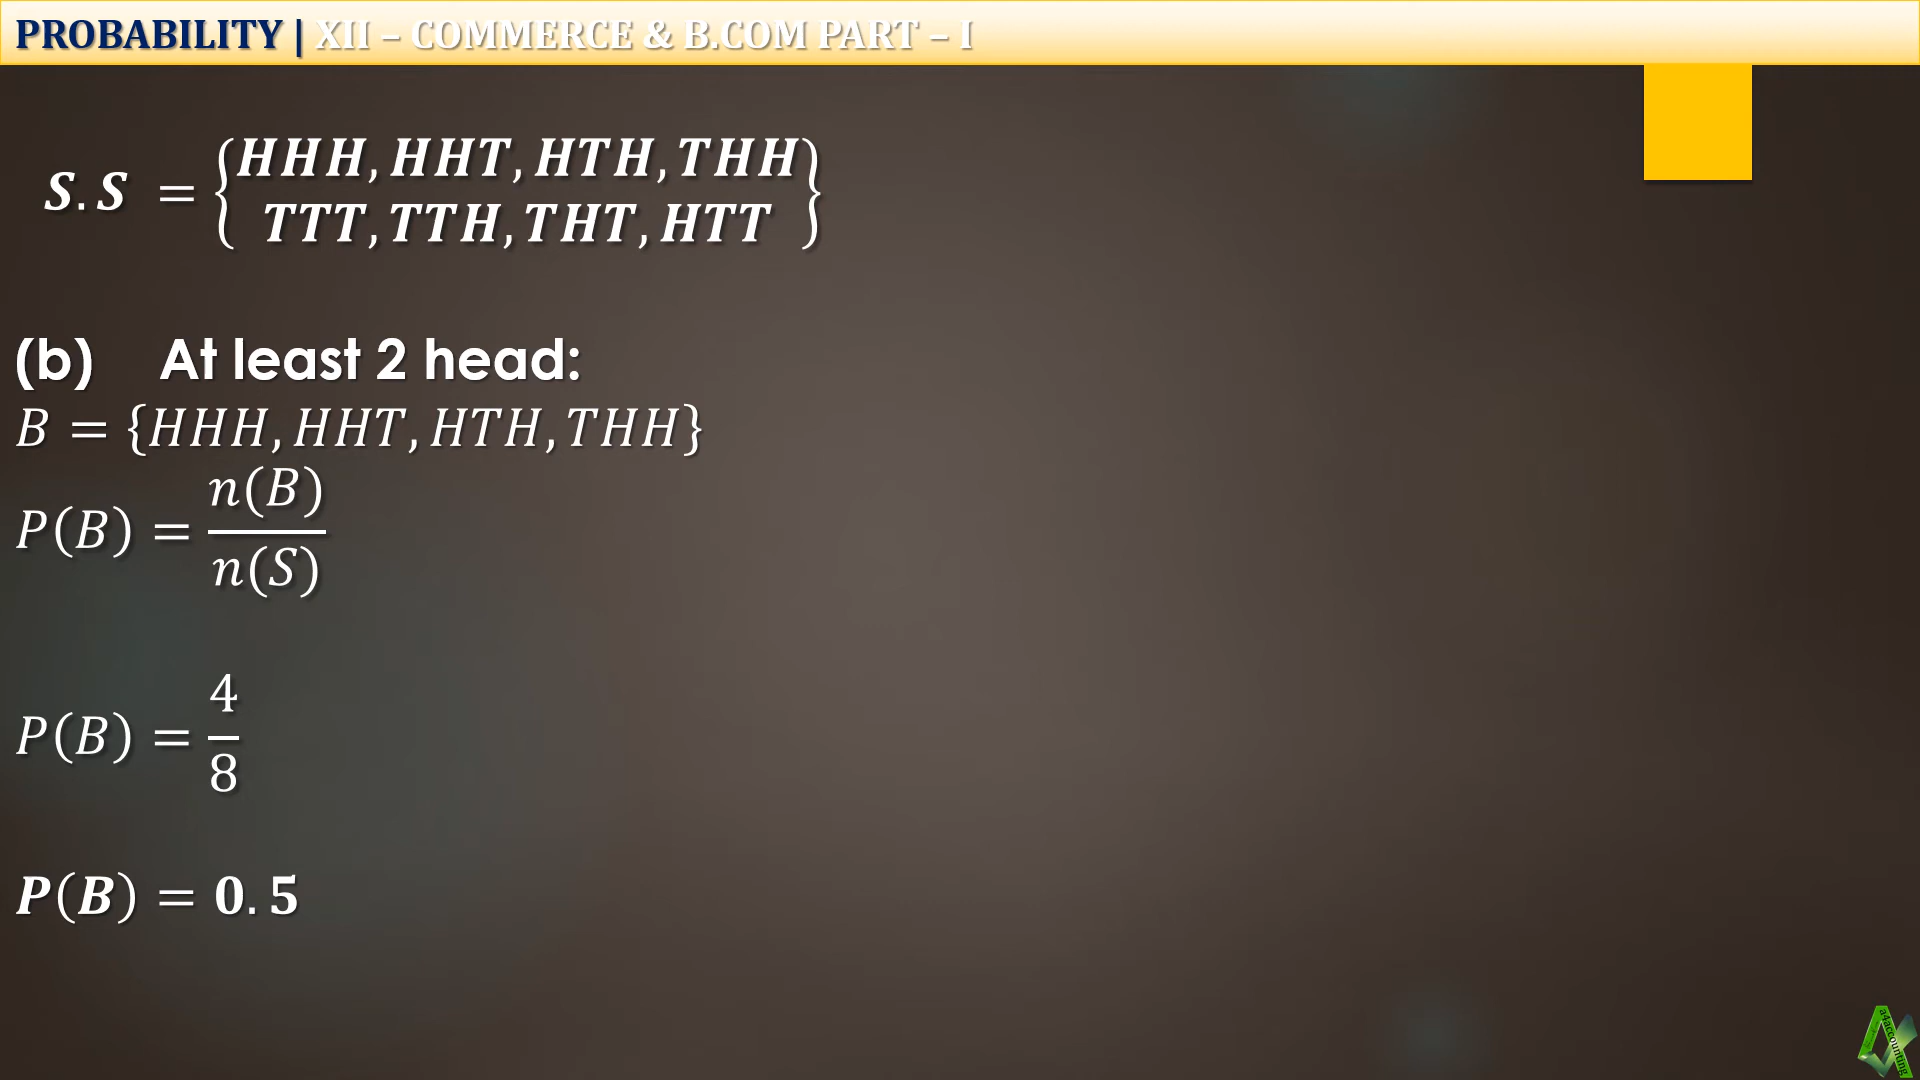 PROBABILITY | XII – COMMERCE & B.COM PART – I
S.S = {HHH, HHT, HTH, THH
TTT, TTH, THT, HTT}
(b) At least 2 head:
B = {HHH, HHT, HTH, THH}
P(B) = n(B)/n(S)
P(B) = 4/8
P(B) = 0.5
a4accounting